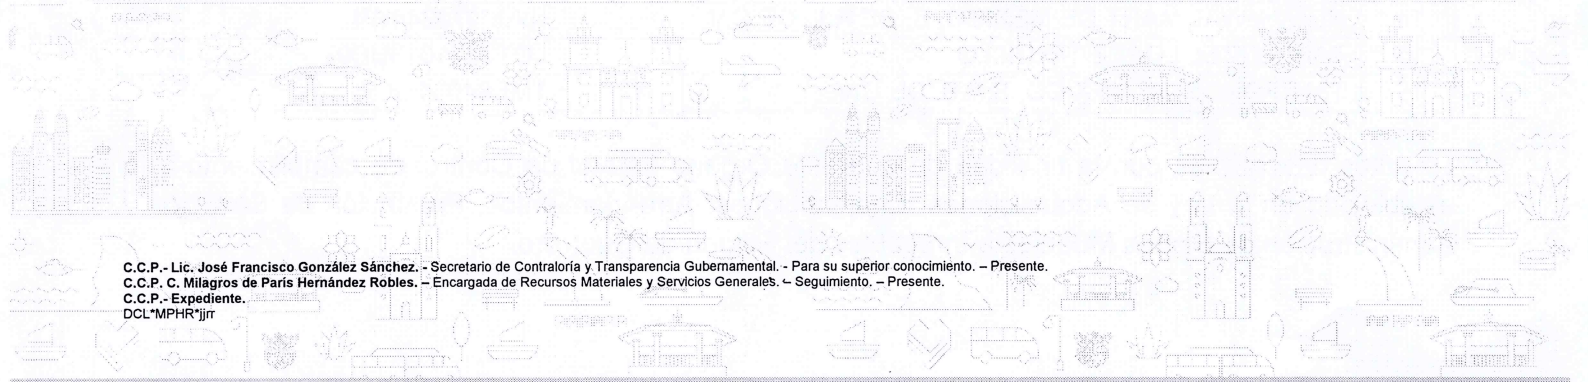 C.C.P.- Lic. José Francisco González Sánchez. - Secretario de Contraloría y Transparencia Gubernamental. - Para su superior conocimiento. – Presente.
C.C.P. C. Milagros de París Hernández Robles. – Encargada de Recursos Materiales y Servicios Generales. – Seguimiento. – Presente.
C.C.P.- Expediente.
DCL*MPHR*jjrr